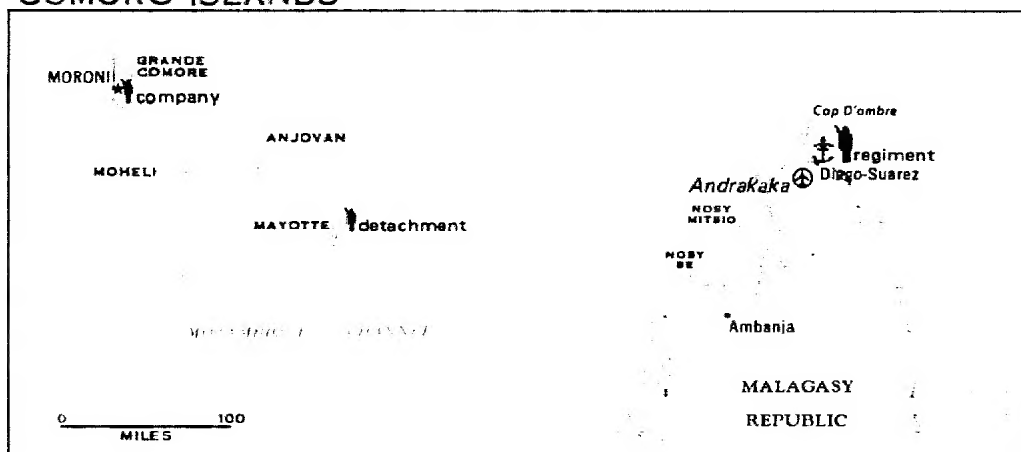 COMORO ISLANDS
GRANDE
COMORE
MORONI
company
Cap D'ambre
ANJOVAN
regiment
MOHELI
Diego-Suarez
Andrakaka
NOSY
MITSIO
MAYOTTE
detachment
NOSY
BE
Ambanja
MALAGASY
REPUBLIC
0 100
MILES